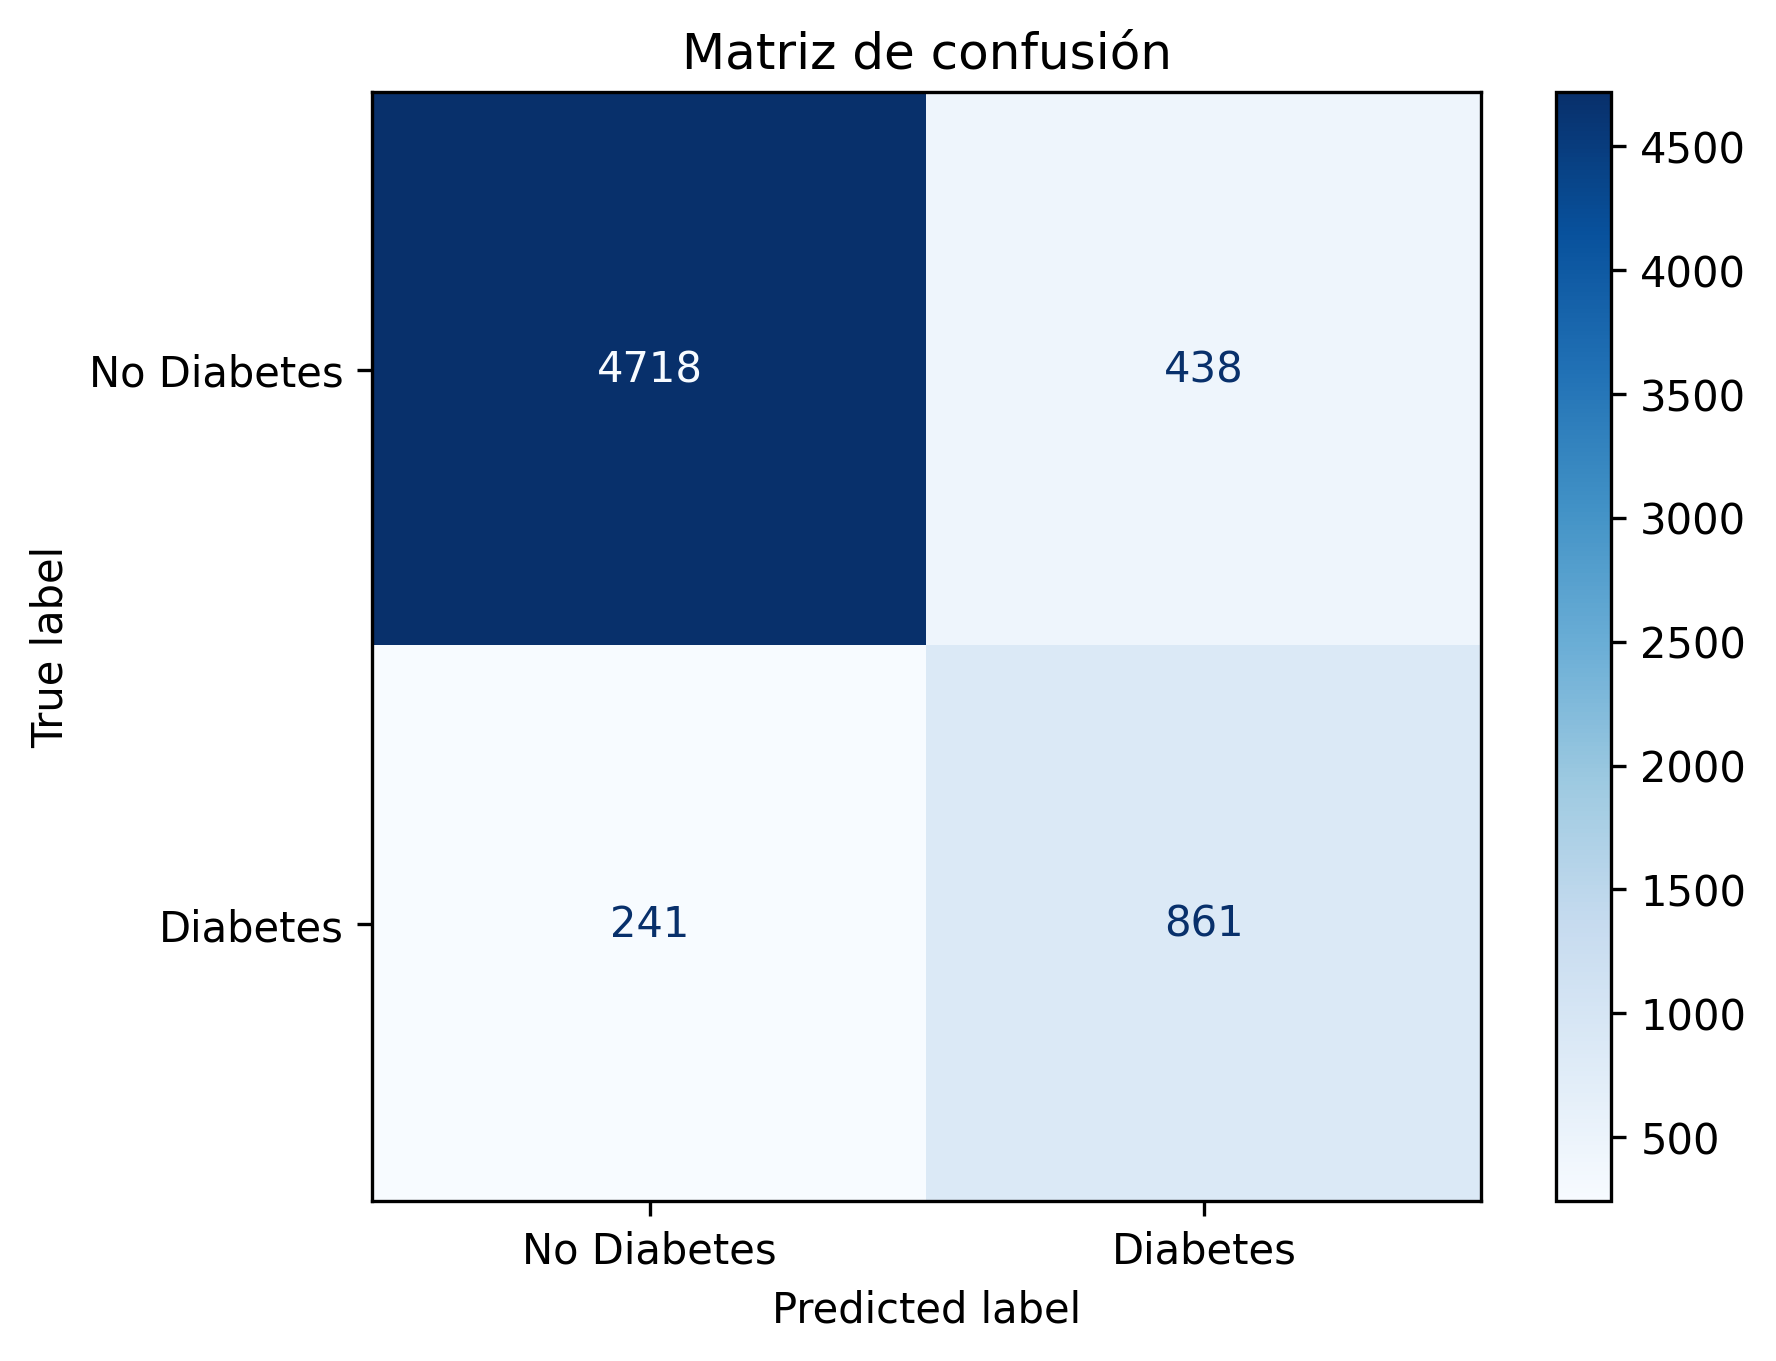 Matriz de confusión
True label
No Diabetes
Diabetes
4718
438
241
861
No Diabetes
Diabetes
Predicted label
4500
4000
3500
3000
2500
2000
1500
1000
500